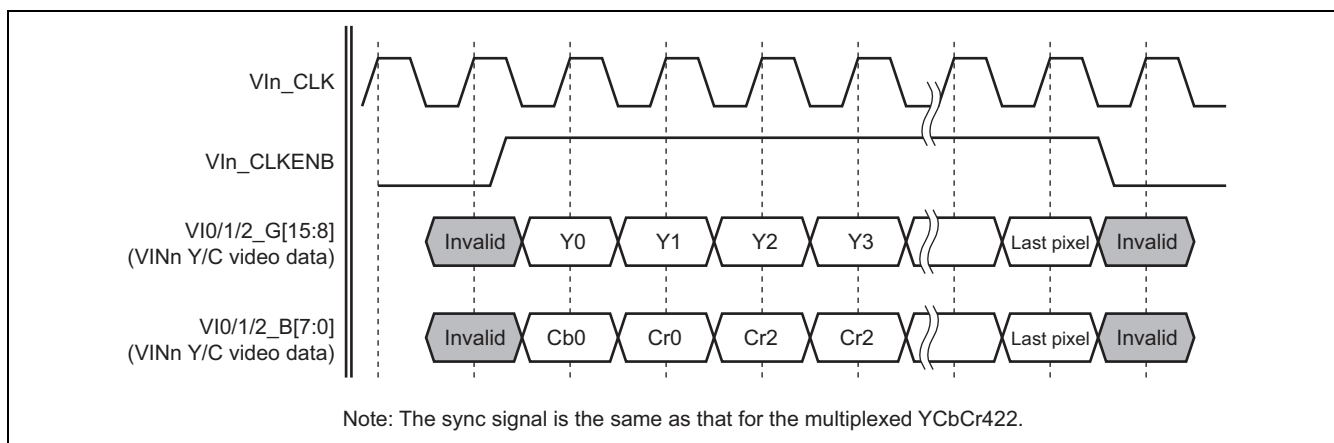 VIn_CLK
VIn_CLKENB
VI0/1/2_G[15:8]
(VINn Y/C video data)
Invalid Y0 Y1 Y2 Y3 Last pixel Invalid
VI0/1/2_B[7:0]
(VINn Y/C video data)
Invalid Cb0 Cr0 Cr2 Cr2 Last pixel Invalid
Note: The sync signal is the same as that for the multiplexed YCbCr422.